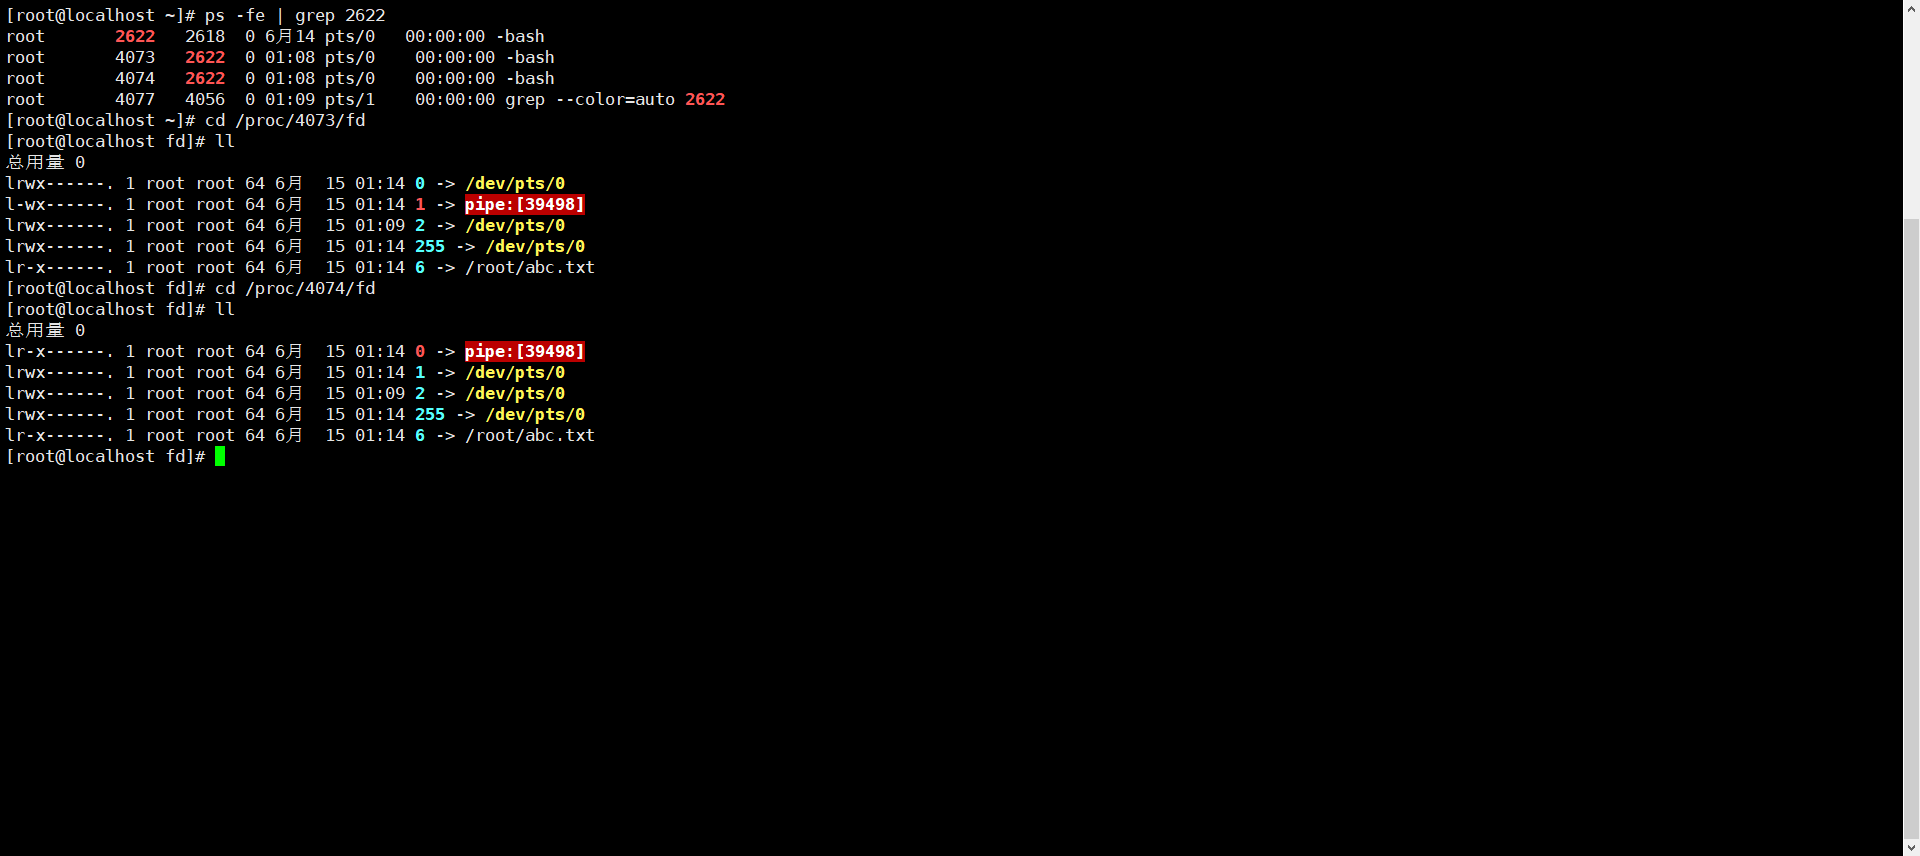 [root@localhost ~]# ps -fe | grep 2622
root       2622   2618  0 6月14 pts/0   00:00:00 -bash
root       4073   2622  0 01:08 pts/0    00:00:00 -bash
root       4074   2622  0 01:08 pts/0    00:00:00 -bash
root       4077   4056  0 01:09 pts/1    00:00:00 grep --color=auto 2622
[root@localhost ~]# cd /proc/4073/fd
[root@localhost fd]# ll
总用量 0
lrwx------. 1 root root 64 6月  15 01:14 0 -> /dev/pts/0
l-wx------. 1 root root 64 6月  15 01:14 1 -> pipe:[39498]
lrwx------. 1 root root 64 6月  15 01:09 2 -> /dev/pts/0
lrwx------. 1 root root 64 6月  15 01:14 255 -> /dev/pts/0
lr-x------. 1 root root 64 6月  15 01:14 6 -> /root/abc.txt
[root@localhost fd]# cd /proc/4074/fd
[root@localhost fd]# ll
总用量 0
lr-x------. 1 root root 64 6月  15 01:14 0 -> pipe:[39498]
lrwx------. 1 root root 64 6月  15 01:14 1 -> /dev/pts/0
lrwx------. 1 root root 64 6月  15 01:09 2 -> /dev/pts/0
lrwx------. 1 root root 64 6月  15 01:14 255 -> /dev/pts/0
lr-x------. 1 root root 64 6月  15 01:14 6 -> /root/abc.txt
[root@localhost fd]#